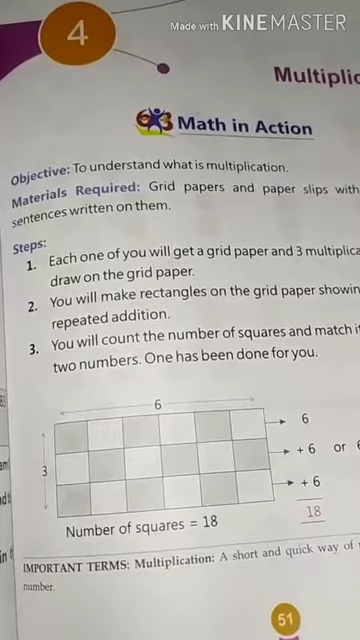 4
Made with KINEMASTER
Math in Action
Objective: To understand what is multiplication.
Materials Required: Grid papers and paper slips with
sentences written on them.
Steps:
1. Each one of you will get a grid paper and 3
draw on the grid paper.
2. You will make rectangles on the grid paper
repeated addition.
3. You will count the number of squares and match
two numbers. One has been done for you.
6
6
3
+ 6 or
+ 6
18
Number of squares = 18
IMPORTANT TERMS: Multiplication: A short and quick way of
number.
51